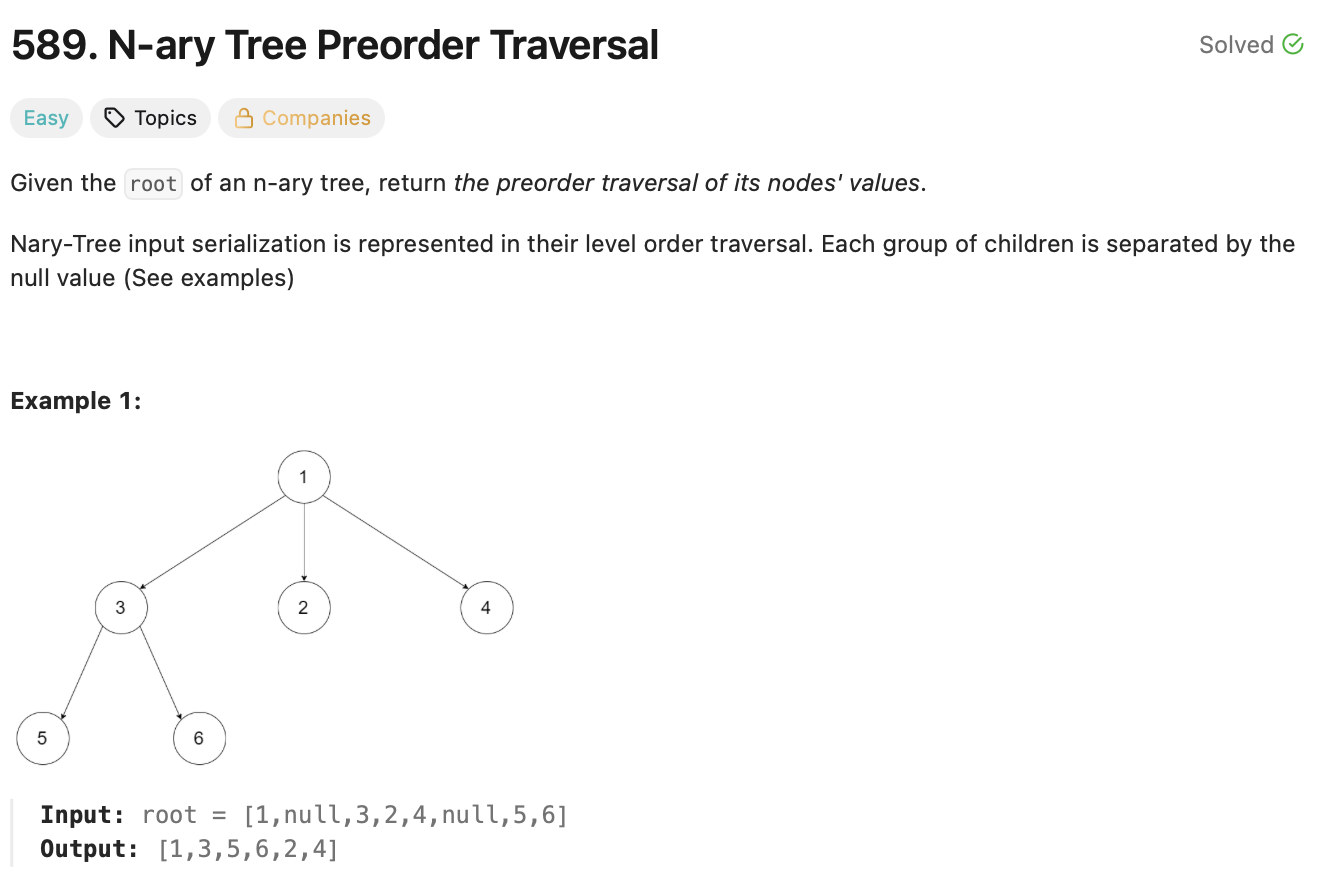 589. N-ary Tree Preorder Traversal
Solved
Easy
Topics
Companies
Given the root of an n-ary tree, return the preorder traversal of its nodes' values.
Nary-Tree input serialization is represented in their level order traversal. Each group of children is separated by the
null value (See examples)
Example 1:
1
3
2
4
5
6
Input: root = [1,null,3,2,4,null,5,6]
Output: [1,3,5,6,2,4]